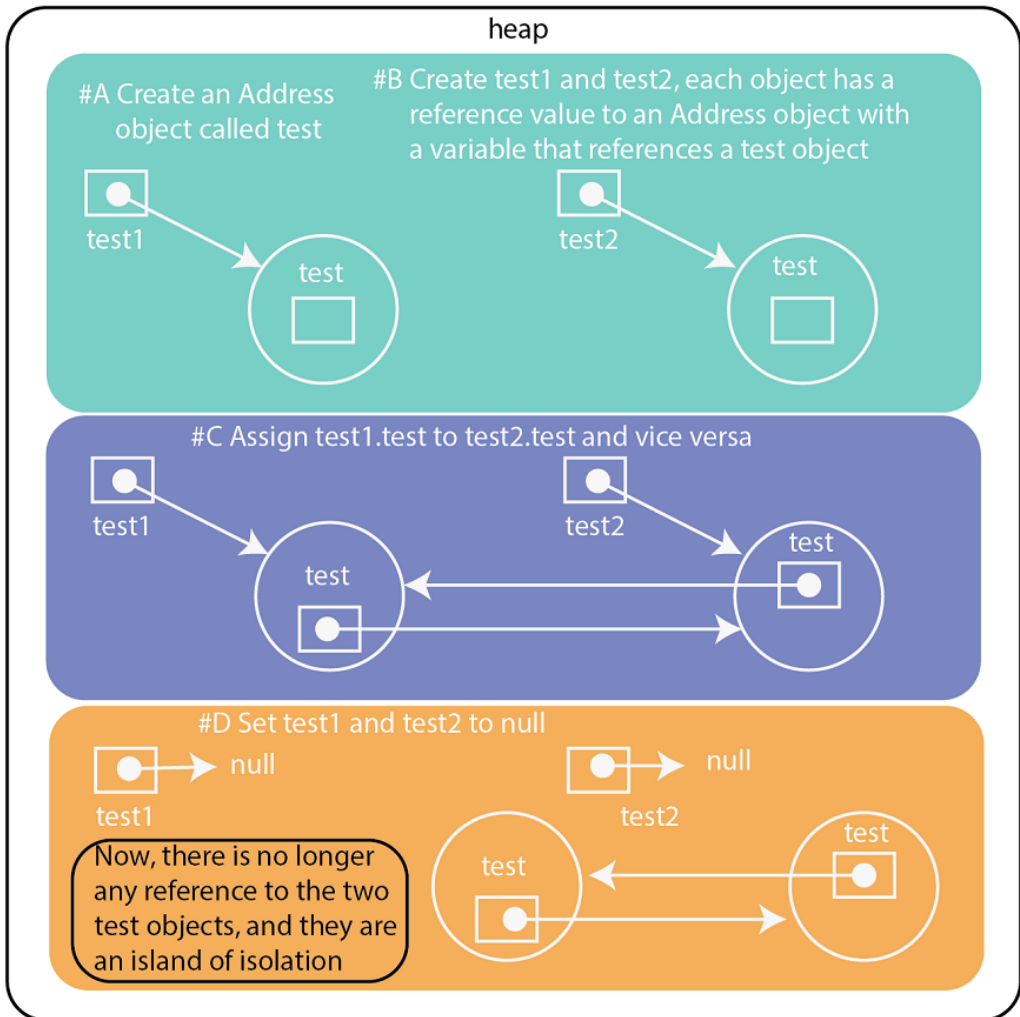 heap
#A Create an Address
object called test
#B Create test1 and test2, each object has a
reference value to an Address object with
a variable that references a test object
test1
test
test2
test
#C Assign test1.test to test2.test and vice versa
test1
test
test2
test
#D Set test1 and test2 to null
null
test1
null
test2
Now, there is no longer
any reference to the two
test objects, and they are
an island of isolation
test
test